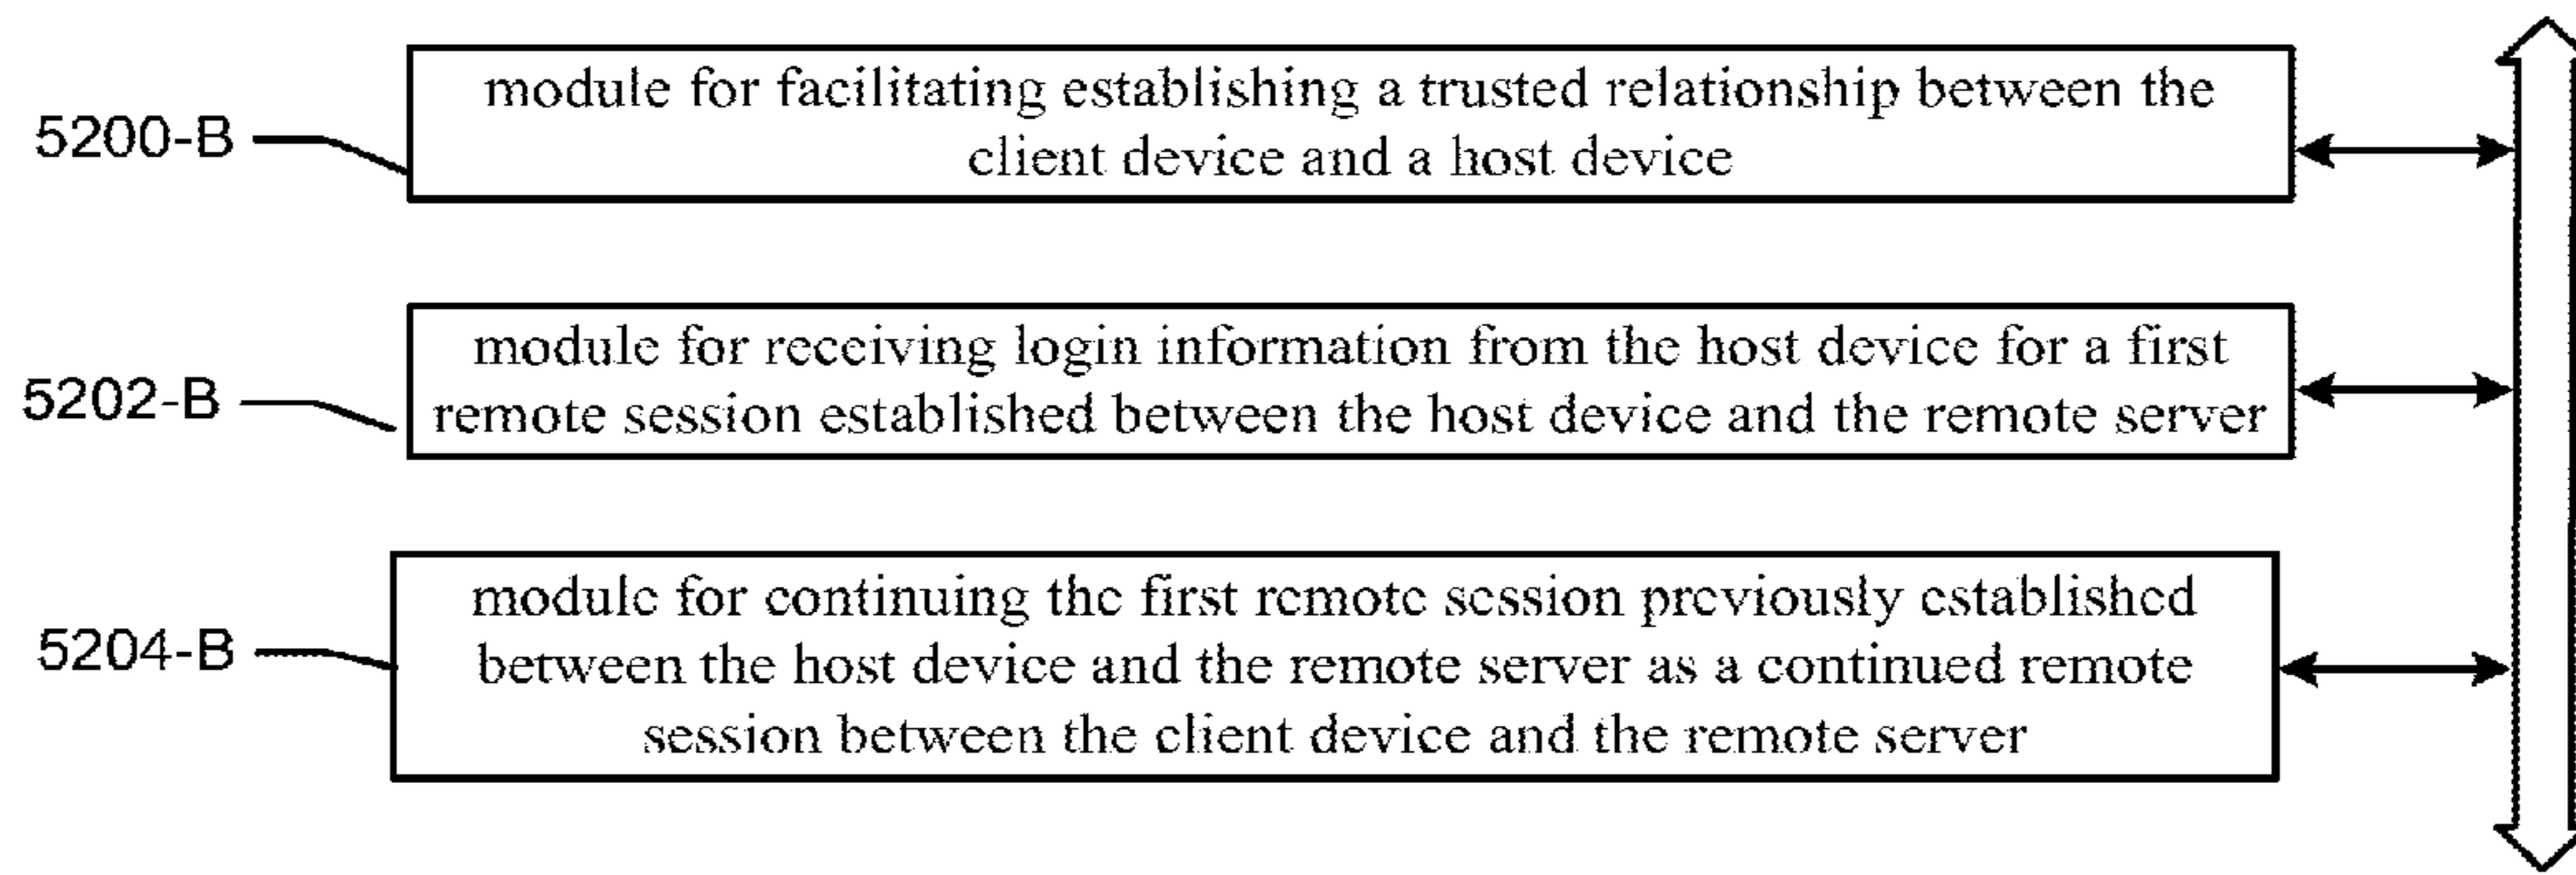 5200-B
module for facilitating establishing a trusted relationship between the
client device and a host device
5202-B
module for receiving login information from the host device for a first
remote session established between the host device and the remote server
5204-B
module for continuing the first remote session previously established
between the host device and the remote server as a continued remote
session between the client device and the remote server